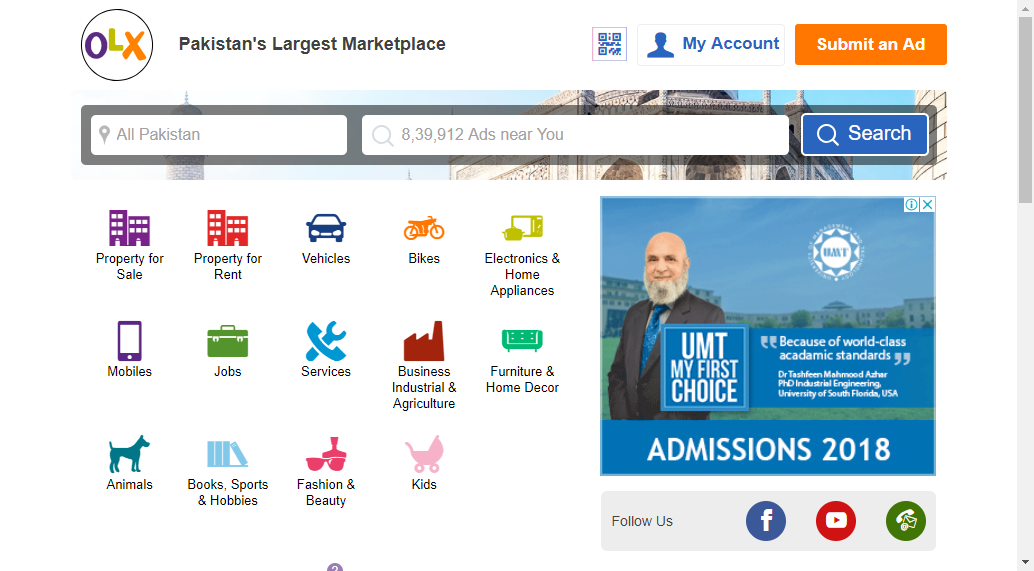 OLX
Pakistan's Largest Marketplace
My Account
Submit an Ad
All Pakistan
8,39,912 Ads near You
Search
Property for
Sale
Property for
Rent
Vehicles
Bikes
Electronics &
Home
Appliances
Mobiles
Jobs
Services
Business
Industrial &
Agriculture
Furniture &
Home Decor
Animals
Books, Sports
& Hobbies
Fashion &
Beauty
Kids
UMT
MY FIRST
CHOICE
Because of world-class
acadamic standards
Dr Tashfeen Mahmood Azhar
PhD Industrial Engineering,
University of South Florida, USA
ADMISSIONS 2018
Follow Us